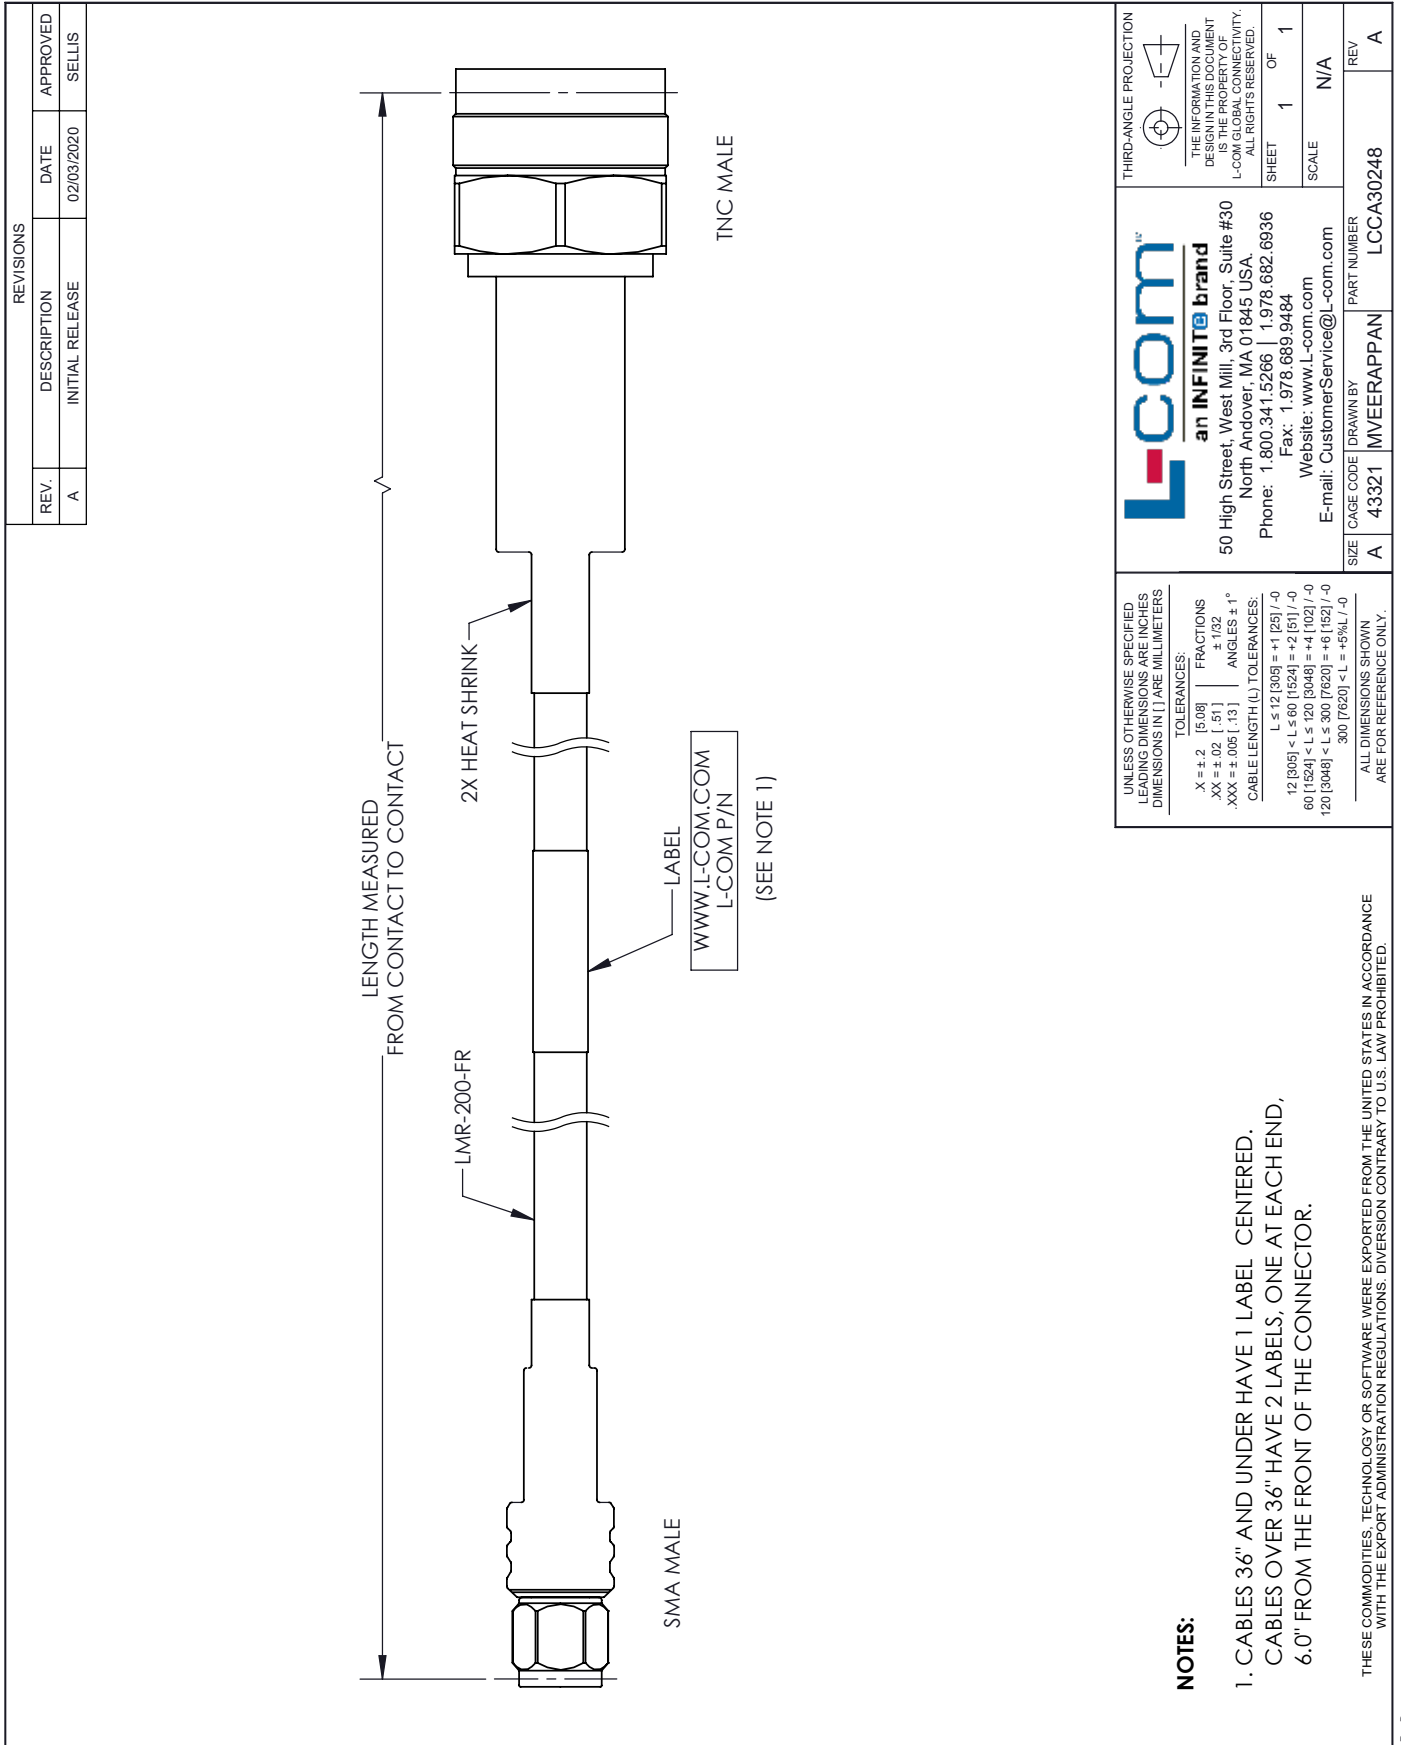 REVISIONS
REV. DESCRIPTION DATE APPROVED
A INITIAL RELEASE 02/03/2020 SELLIS
LENGTH MEASURED
FROM CONTACT TO CONTACT
LMR-200-FR
2X HEAT SHRINK
LABEL
WWW.L-COM.COM
L-COM P/N
(SEE NOTE 1)
SMA MALE
TNC MALE
NOTES:
1. CABLES 36" AND UNDER HAVE 1 LABEL CENTERED.
CABLES OVER 36" HAVE 2 LABELS, ONE AT EACH END,
6.0" FROM THE FRONT OF THE CONNECTOR.
THESE COMMODITIES, TECHNOLOGY OR SOFTWARE WERE EXPORTED FROM THE UNITED STATES IN ACCORDANCE
WITH THE EXPORT ADMINISTRATION REGULATIONS. DIVERSION CONTRARY TO U.S. LAW PROHIBITED.
UNLESS OTHERWISE SPECIFIED
LEADING DIMENSIONS ARE INCHES
DIMENSIONS IN [ ] ARE MILLIMETERS
TOLERANCES:
.X = ±.2 [5.08] FRACTIONS
.XX = ±.02 [.51] ± 1/32
.XXX = ±.005 [.13] ANGLES ± 1°
CABLE LENGTH (L) TOLERANCES:
L ≤ 12 [305] = +1 [25] / -0
12 [305] < L ≤ 60 [1524] = +2 [51] / -0
60 [1524] < L ≤ 120 [3048] = +4 [102] / -0
120 [3048] < L ≤ 300 [7620] = +6 [152] / -0
300 [7620] < L = +5%L / -0
ALL DIMENSIONS SHOWN
ARE FOR REFERENCE ONLY.
L-com
an INFINITe brand
50 High Street, West Mill, 3rd Floor, Suite #30
North Andover, MA 01845 USA.
Phone: 1.800.341.5266 | 1.978.682.6936
Fax: 1.978.689.9484
Website: www.L-com.com
E-mail: CustomerService@L-com.com
THIRD-ANGLE PROJECTION
THE INFORMATION AND
DESIGN IN THIS DOCUMENT
IS THE PROPERTY OF
L-COM GLOBAL CONNECTIVITY.
ALL RIGHTS RESERVED.
SHEET 1 OF 1
SCALE N/A
SIZE A
CAGE CODE 43321
DRAWN BY MVEERAPPAN
PART NUMBER LCCA30248
REV A